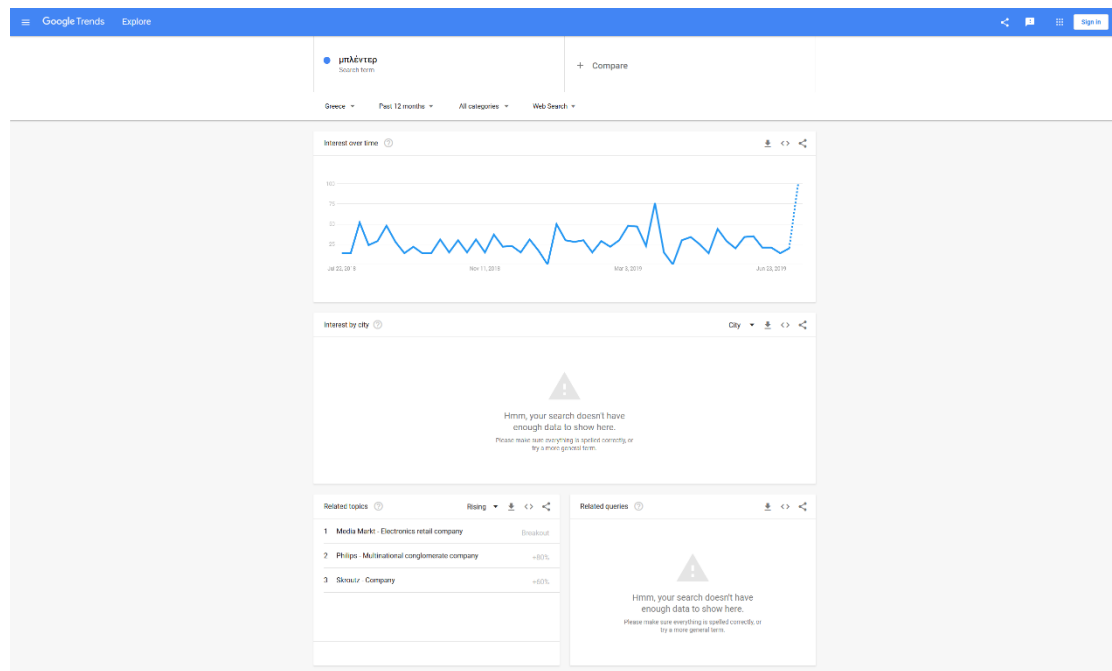 Google Trends Explore
Sign in
μπλέντερ
Search term
+ Compare
Greece Past 12 months All categories Web Search
Interest over time
100
75
50
25
Jul 22, 2018 Nov 11, 2018 Mar 3, 2019 Jun 23, 2019
Interest by city
City
Hmm, your search doesn't have
enough data to show here.
Please make sure everything is spelled correctly, or
try a more general term.
Related topics
Rising
1 Media Markt - Electronics retail company Breakout
2 Philips - Multinational conglomerate company +80%
3 Skroutz - Company +60%
Related queries
Hmm, your search doesn't have
enough data to show here.
Please make sure everything is spelled correctly, or
try a more general term.